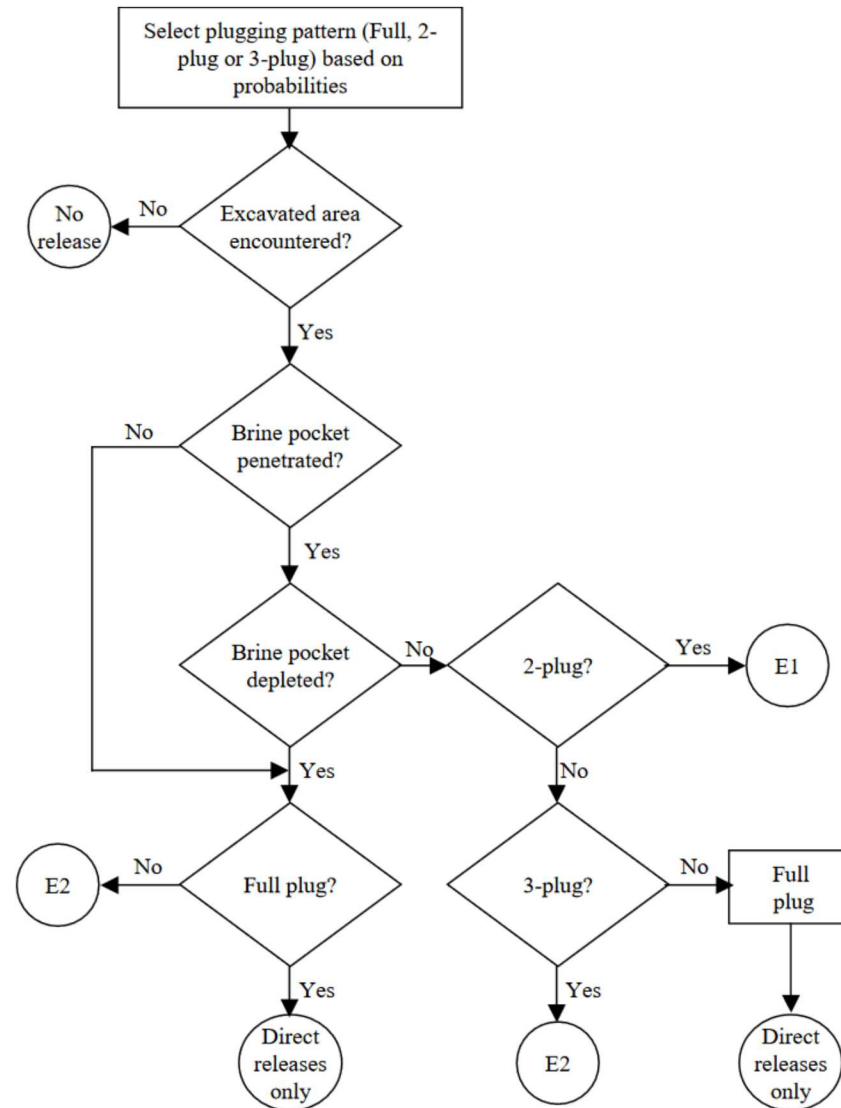 Select plugging pattern (Full, 2-
plug or 3-plug) based on
probabilities
No
release
No
Excavated area
encountered?
Yes
No
Brine pocket
penetrated?
Yes
Brine pocket
depleted?
No
2-plug?
Yes
E1
Yes
No
E2
No
Full plug?
3-plug?
No
Full
plug
Yes
Yes
Direct
releases
only
E2
Direct
releases
only